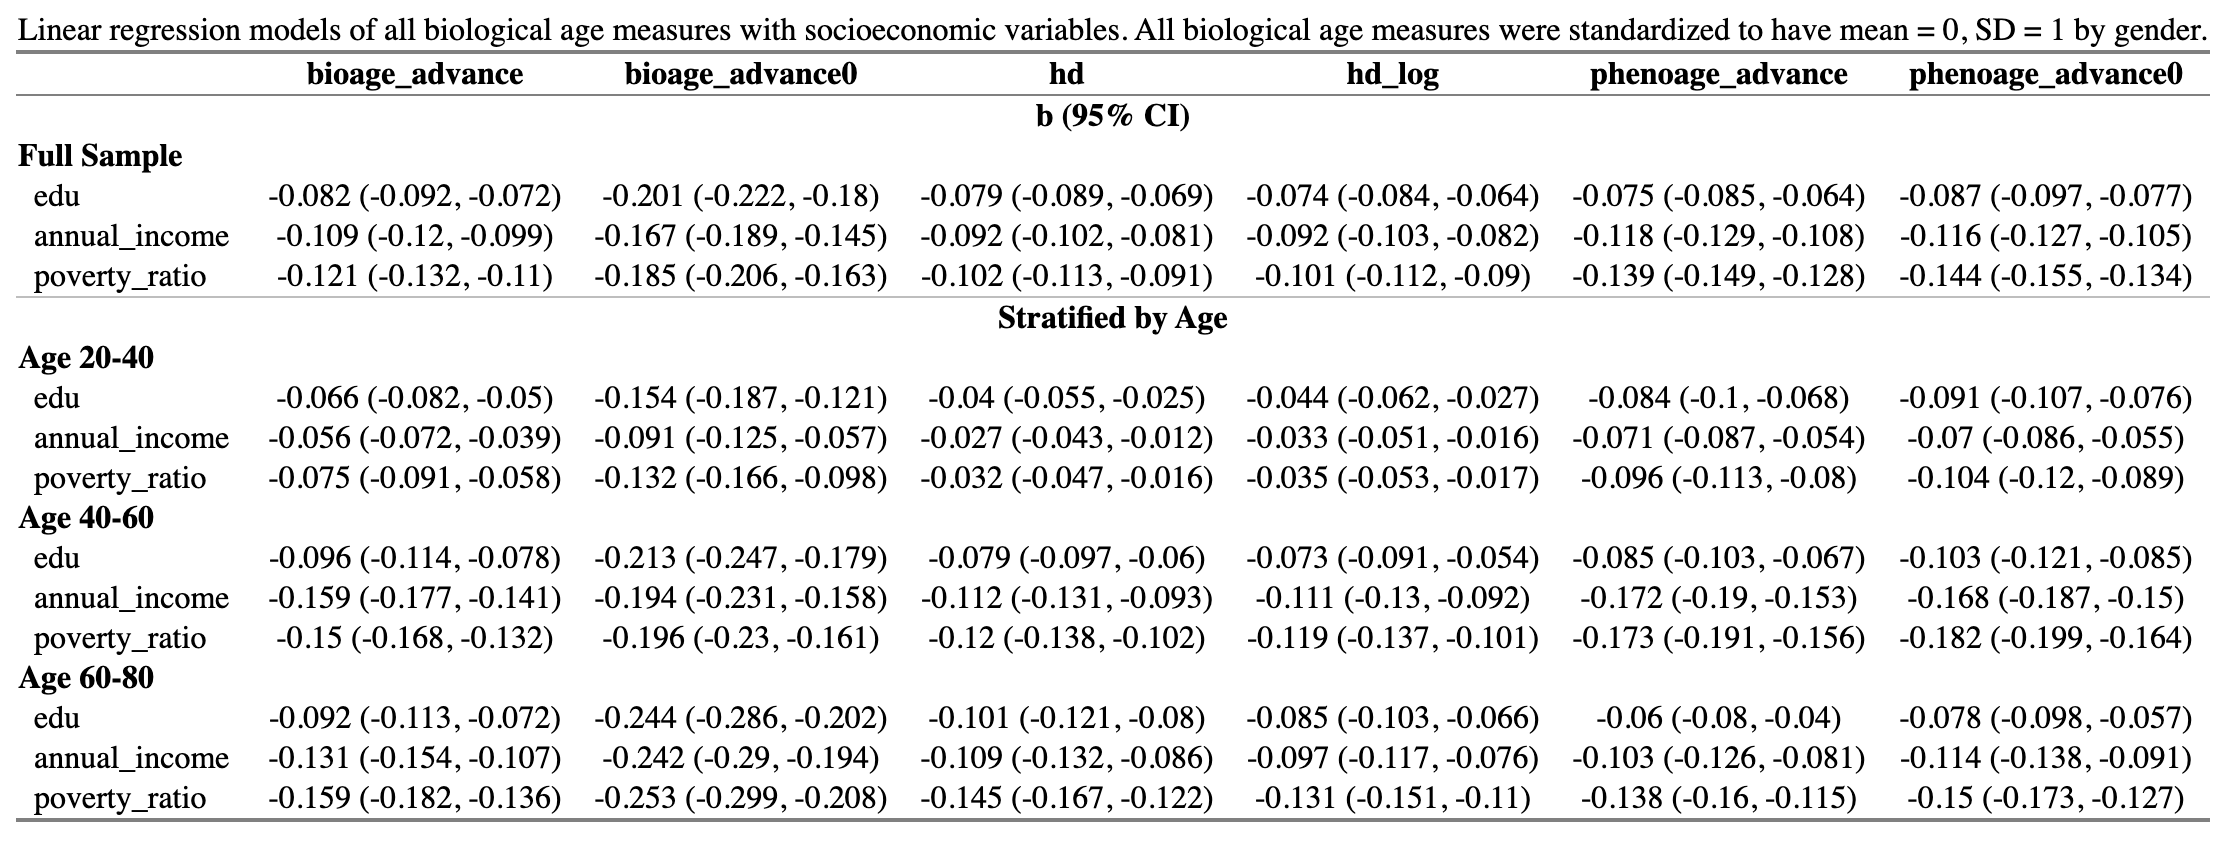 Linear regression models of all biological age measures with socioeconomic variables. All biological age measures were standardized to have mean = 0, SD = 1 by gender.
bioage_advance bioage_advance0 hd hd_log phenoage_advance phenoage_advance0
b (95% CI)
Full Sample
edu -0.082 (-0.092, -0.072) -0.201 (-0.222, -0.18) -0.079 (-0.089, -0.069) -0.074 (-0.084, -0.064) -0.075 (-0.085, -0.064) -0.087 (-0.097, -0.077)
annual_income -0.109 (-0.12, -0.099) -0.167 (-0.189, -0.145) -0.092 (-0.102, -0.081) -0.092 (-0.103, -0.082) -0.118 (-0.129, -0.108) -0.116 (-0.127, -0.105)
poverty_ratio -0.121 (-0.132, -0.11) -0.185 (-0.206, -0.163) -0.102 (-0.113, -0.091) -0.101 (-0.112, -0.09) -0.139 (-0.149, -0.128) -0.144 (-0.155, -0.134)
Stratified by Age
Age 20-40
edu -0.066 (-0.082, -0.05) -0.154 (-0.187, -0.121) -0.04 (-0.055, -0.025) -0.044 (-0.062, -0.027) -0.084 (-0.1, -0.068) -0.091 (-0.107, -0.076)
annual_income -0.056 (-0.072, -0.039) -0.091 (-0.125, -0.057) -0.027 (-0.043, -0.012) -0.033 (-0.051, -0.016) -0.071 (-0.087, -0.054) -0.07 (-0.086, -0.055)
poverty_ratio -0.075 (-0.091, -0.058) -0.132 (-0.166, -0.098) -0.032 (-0.047, -0.016) -0.035 (-0.053, -0.017) -0.096 (-0.113, -0.08) -0.104 (-0.12, -0.089)
Age 40-60
edu -0.096 (-0.114, -0.078) -0.213 (-0.247, -0.179) -0.079 (-0.097, -0.06) -0.073 (-0.091, -0.054) -0.085 (-0.103, -0.067) -0.103 (-0.121, -0.085)
annual_income -0.159 (-0.177, -0.141) -0.194 (-0.231, -0.158) -0.112 (-0.131, -0.093) -0.111 (-0.13, -0.092) -0.172 (-0.19, -0.153) -0.168 (-0.187, -0.15)
poverty_ratio -0.15 (-0.168, -0.132) -0.196 (-0.23, -0.161) -0.12 (-0.138, -0.102) -0.119 (-0.137, -0.101) -0.173 (-0.191, -0.156) -0.182 (-0.199, -0.164)
Age 60-80
edu -0.092 (-0.113, -0.072) -0.244 (-0.286, -0.202) -0.101 (-0.121, -0.08) -0.085 (-0.103, -0.066) -0.06 (-0.08, -0.04) -0.078 (-0.098, -0.057)
annual_income -0.131 (-0.154, -0.107) -0.242 (-0.29, -0.194) -0.109 (-0.132, -0.086) -0.097 (-0.117, -0.076) -0.103 (-0.126, -0.081) -0.114 (-0.138, -0.091)
poverty_ratio -0.159 (-0.182, -0.136) -0.253 (-0.299, -0.208) -0.145 (-0.167, -0.122) -0.131 (-0.151, -0.11) -0.138 (-0.16, -0.115) -0.15 (-0.173, -0.127)